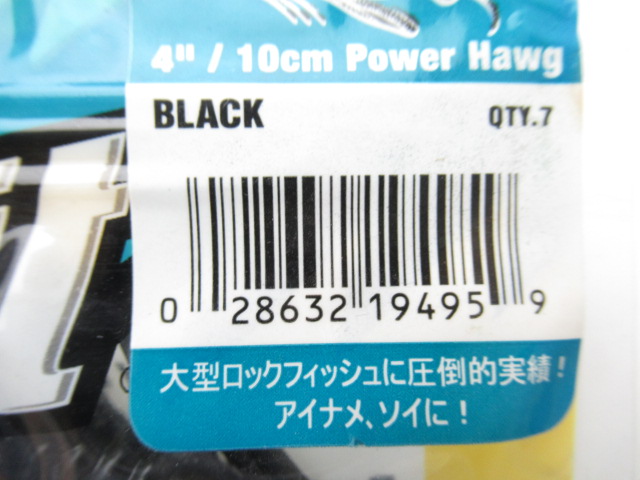 4" / 10cm Power Hawg
BLACK QTY.7
0 28632 19495 9
大型ロックフィッシュに圧倒的実績!
アイナメ、ソイに!